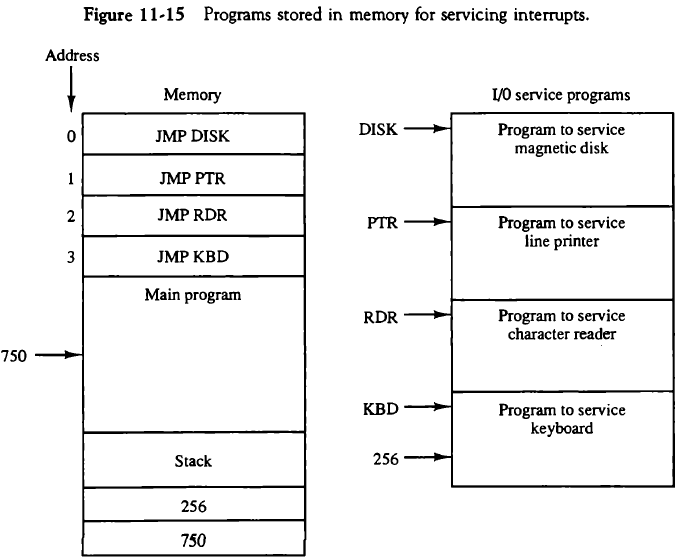 Figure 11-15 Programs stored in memory for servicing interrupts.
Address
Memory
0
JMP DISK
1
JMP PTR
2
JMP RDR
3
JMP KBD
Main program
750
Stack
256
750
I/O service programs
DISK
Program to service
magnetic disk
PTR
Program to service
line printer
RDR
Program to service
character reader
KBD
Program to service
keyboard
256